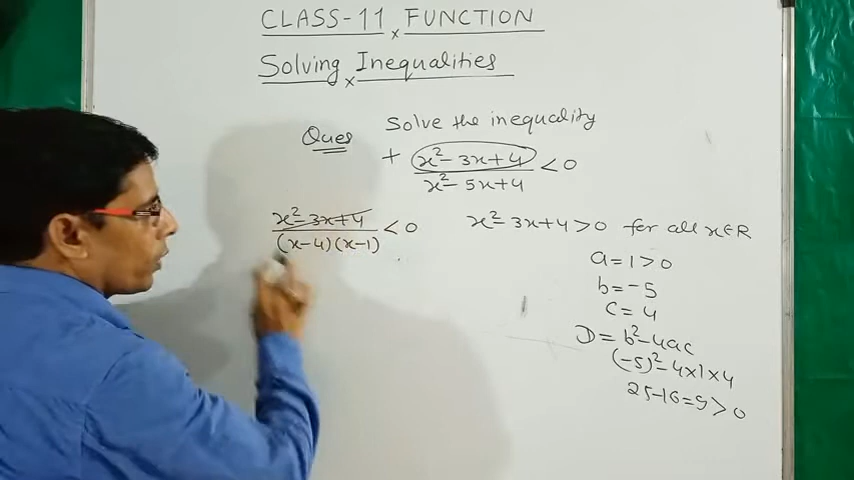 CLASS-11 x FUNCTION
Solving x Inequalities
Ques Solve the inequality
+ x²-3x+4 / x²-5x+4 < 0
x²-3x+4 / (x-4)(x-1) < 0
x²-3x+4>0 for all x∈R
a=1>0
b=-5
c=4
D=b²-4ac
(-5)²-4×1×4
25-16=9>0